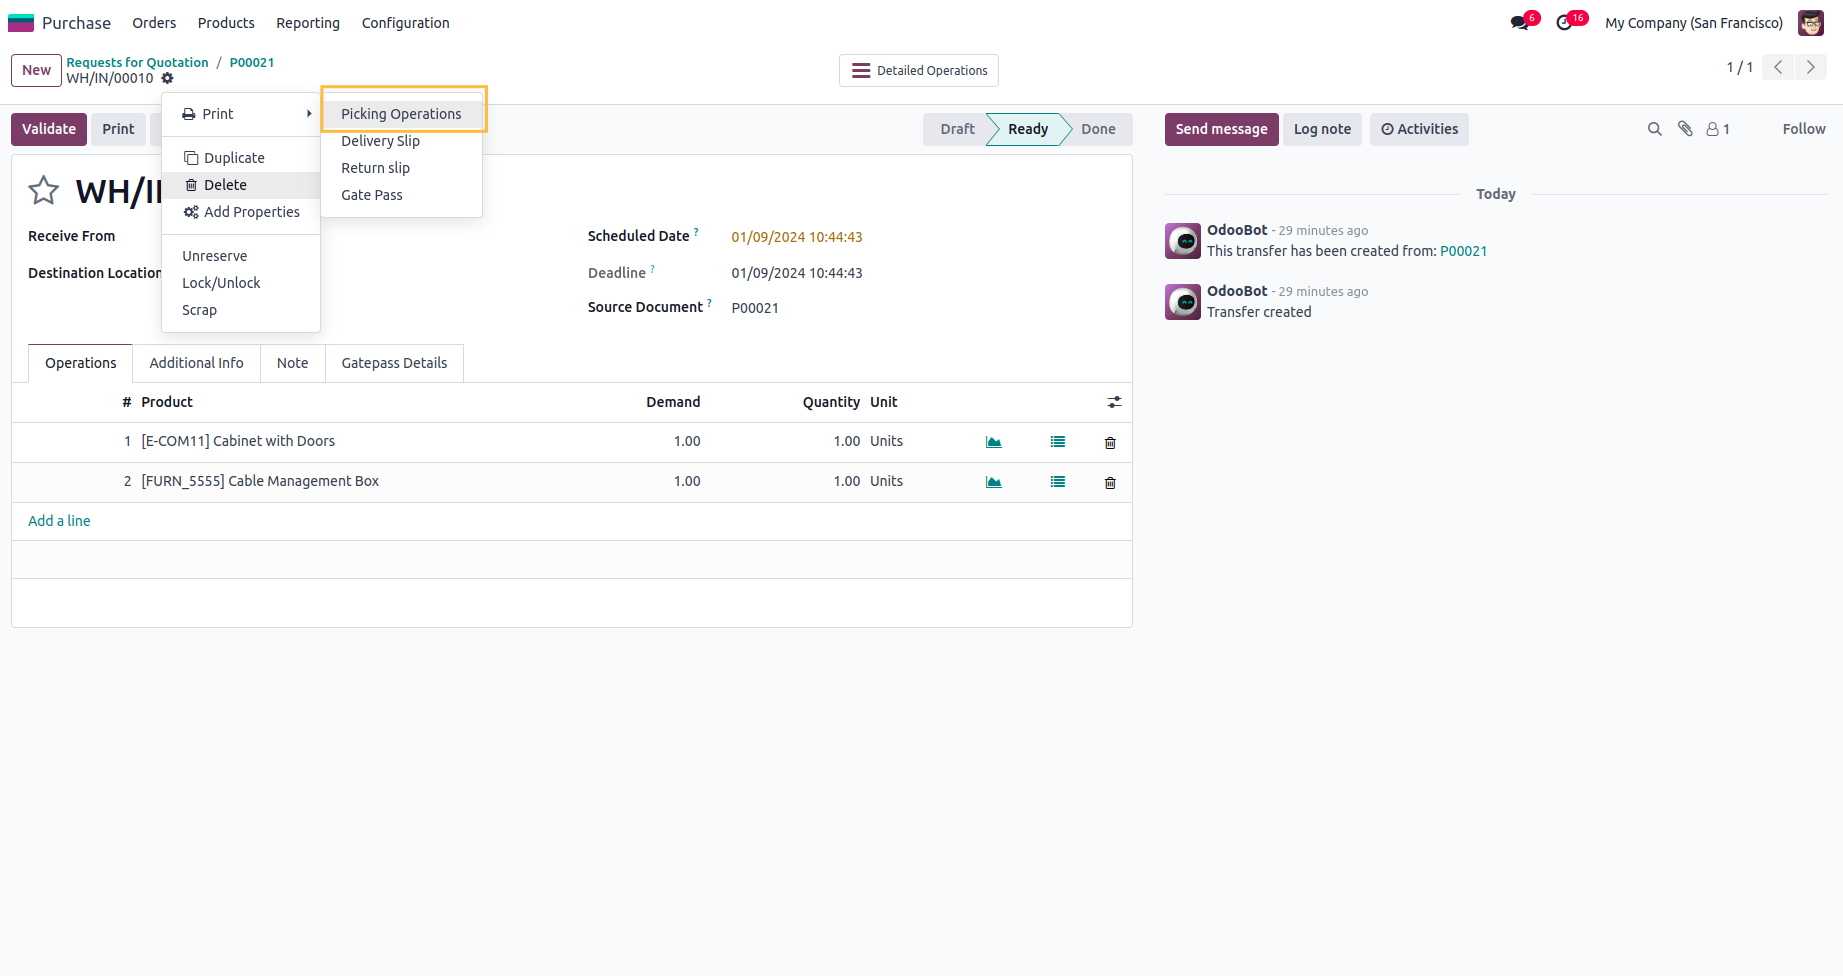 Purchase Orders Products Reporting Configuration 6 16 My Company (San Francisco)
New Requests for Quotation / P00021
WH/IN/00010
Detailed Operations
1 / 1
Print
Duplicate
Delete
Add Properties
Unreserve
Lock/Unlock
Scrap
Picking Operations
Delivery Slip
Return slip
Gate Pass
Validate Print Draft Ready Done
Send message Log note Activities 1 Follow
WH/I
Receive From
Destination Location
Scheduled Date ? 01/09/2024 10:44:43
Deadline ? 01/09/2024 10:44:43
Source Document ? P00021
Operations Additional Info Note Gatepass Details
# Product Demand Quantity Unit
1 [E-COM11] Cabinet with Doors 1.00 1.00 Units
2 [FURN_5555] Cable Management Box 1.00 1.00 Units
Add a line
Today
OdooBot - 29 minutes ago
This transfer has been created from: P00021
OdooBot - 29 minutes ago
Transfer created